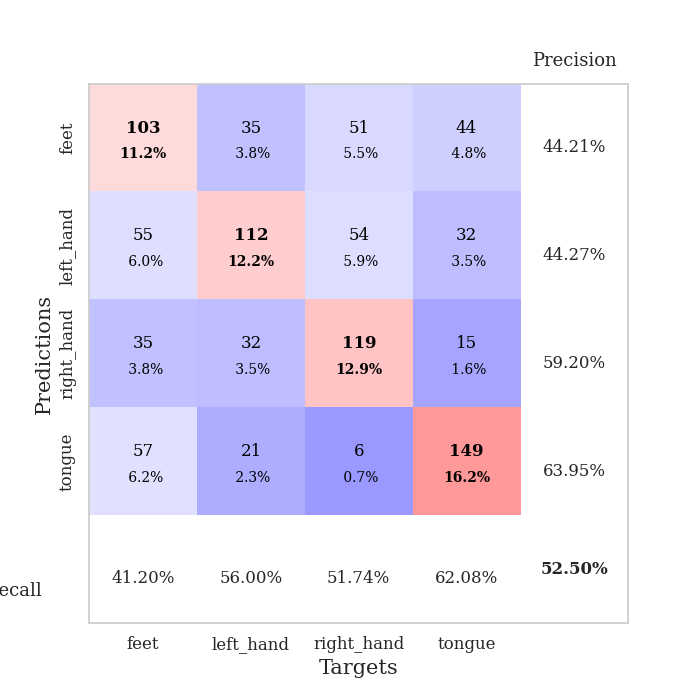 Precision
feet
103 35 51 44
11.2% 3.8% 5.5% 4.8%
44.21%
left_hand
55 112 54 32
6.0% 12.2% 5.9% 3.5%
44.27%
Predictions
right_hand
35 32 119 15
3.8% 3.5% 12.9% 1.6%
59.20%
tongue
57 21 6 149
6.2% 2.3% 0.7% 16.2%
63.95%
ecall
41.20% 56.00% 51.74% 62.08% 52.50%
feet left_hand right_hand tongue
Targets